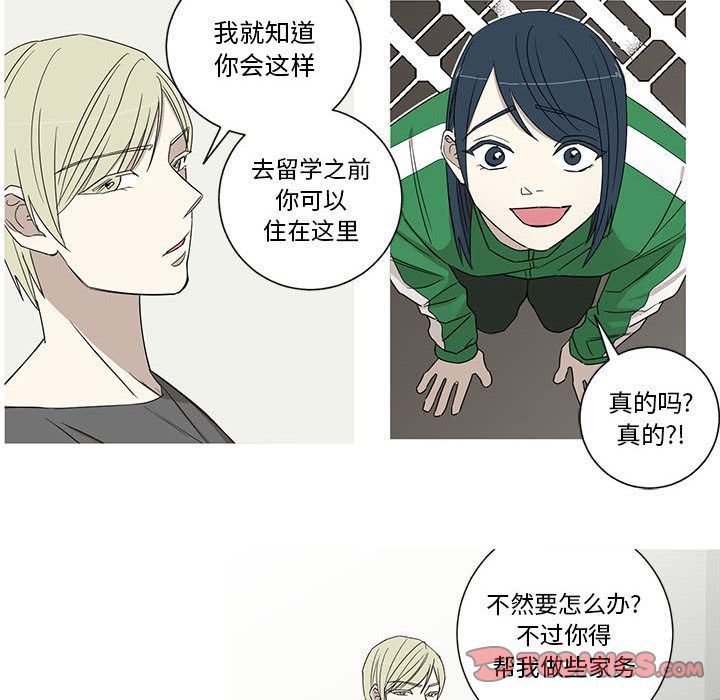 我就知道
你会这样
去留学之前
你可以
住在这里
真的吗?
真的?!
不然要怎么办?
不过你得
帮我做些家务